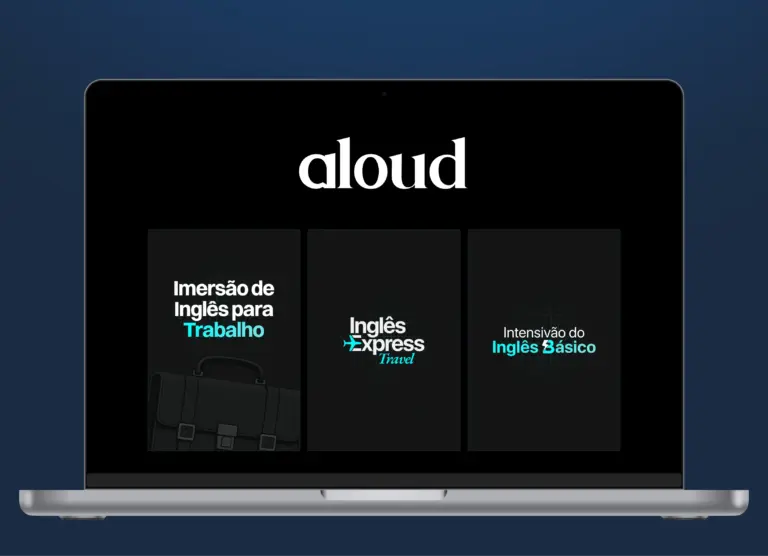 aloud
Imersão de
Inglês para
Trabalho
Inglês
Express
Travel
Intensivão do
Inglês Básico